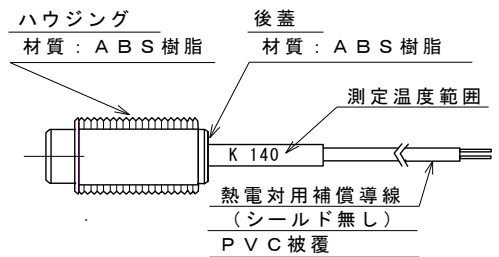 ハウジング
材質：ＡＢＳ樹脂
後蓋
材質：ＡＢＳ樹脂
測定温度範囲
K 140
熱電対用補償導線
（シールド無し）
ＰＶＣ被覆